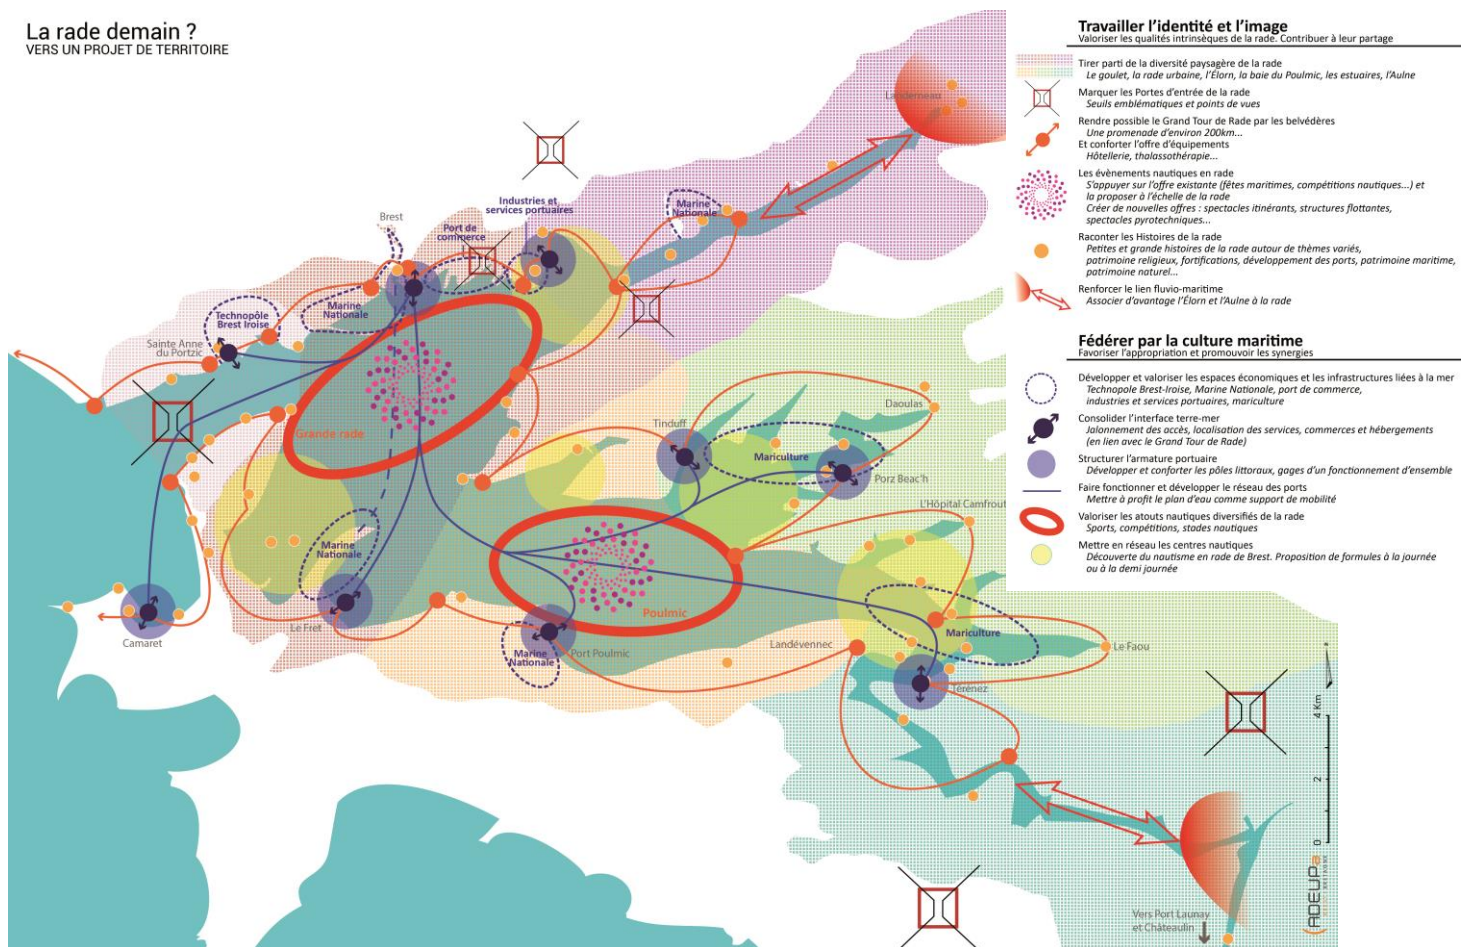 La rade demain ?
VERS UN PROJET DE TERRITOIRE
Travailler l'identité et l'image
Valoriser les qualités intrinsèques de la rade. Contribuer à leur partage
Tirer parti de la diversité paysagère de la rade
Le goulet, la rade urbaine, l'Élorn, la baie du Poulmic, les estuaires, l'Aulne
Marquer les Portes d'entrée de la rade
Seuils emblématiques et points de vues
Rendre possible le Grand Tour de Rade par les belvédères
Une promenade d'environ 200km...
Et conforter l'offre d'équipements
Hôtellerie, thalassothérapie...
Les évènements nautiques en rade
S'appuyer sur l'offre existante (fêtes maritimes, compétitions nautiques...) et
la proposer à l'échelle de la rade
Créer de nouvelles offres : spectacles itinérants, structures flottantes,
spectacles pyrotechniques...
Raconter les Histoires de la rade
Petites et grande histoires de la rade autour de thèmes variés,
patrimoine religieux, fortifications, développement des ports, patrimoine maritime,
patrimoine naturel...
Renforcer le lien fluvio-maritime
Associer d'avantage l'Élorn et l'Aulne à la rade
Fédérer par la culture maritime
Favoriser l'appropriation et promouvoir les synergies
Développer et valoriser les espaces économiques et les infrastructures liées à la mer
Technopole Brest-Iroise, Marine Nationale, port de commerce,
industries et services portuaires, mariculture
Consolider l'interface terre-mer
Jalonnement des accès, localisation des services, commerces et hébergements
(en lien avec le Grand Tour de Rade)
Structurer l'armature portuaire
Développer et conforter les pôles littoraux, gages d'un fonctionnement d'ensemble
Faire fonctionner et développer le réseau des ports
Mettre à profit le plan d'eau comme support de mobilité
Valoriser les atouts nautiques diversifiés de la rade
Sports, compétitions, stades nautiques
Mettre en réseau les centres nautiques
Découverte du nautisme en rade de Brest. Proposition de formules à la journée
ou à la demi journée
Landerneau
Industries et
services portuaires
Marine
Nationale
Brest
Port de
commerce
Marine
Nationale
Technopôle
Brest Iroise
Sainte Anne
du Portzic
Grande rade
Tinduff
Daoulas
Mariculture
Porz Beac'h
L'Hôpital Camfrout
Marine
Nationale
Le Fret
Camaret
Poulmic
Marine
Nationale
Port Poulmic
Landévennec
Mariculture
Le Faou
Térénez
4 Km
2
0
(ADEUPa
Vers Port Launay
et Châteaulin